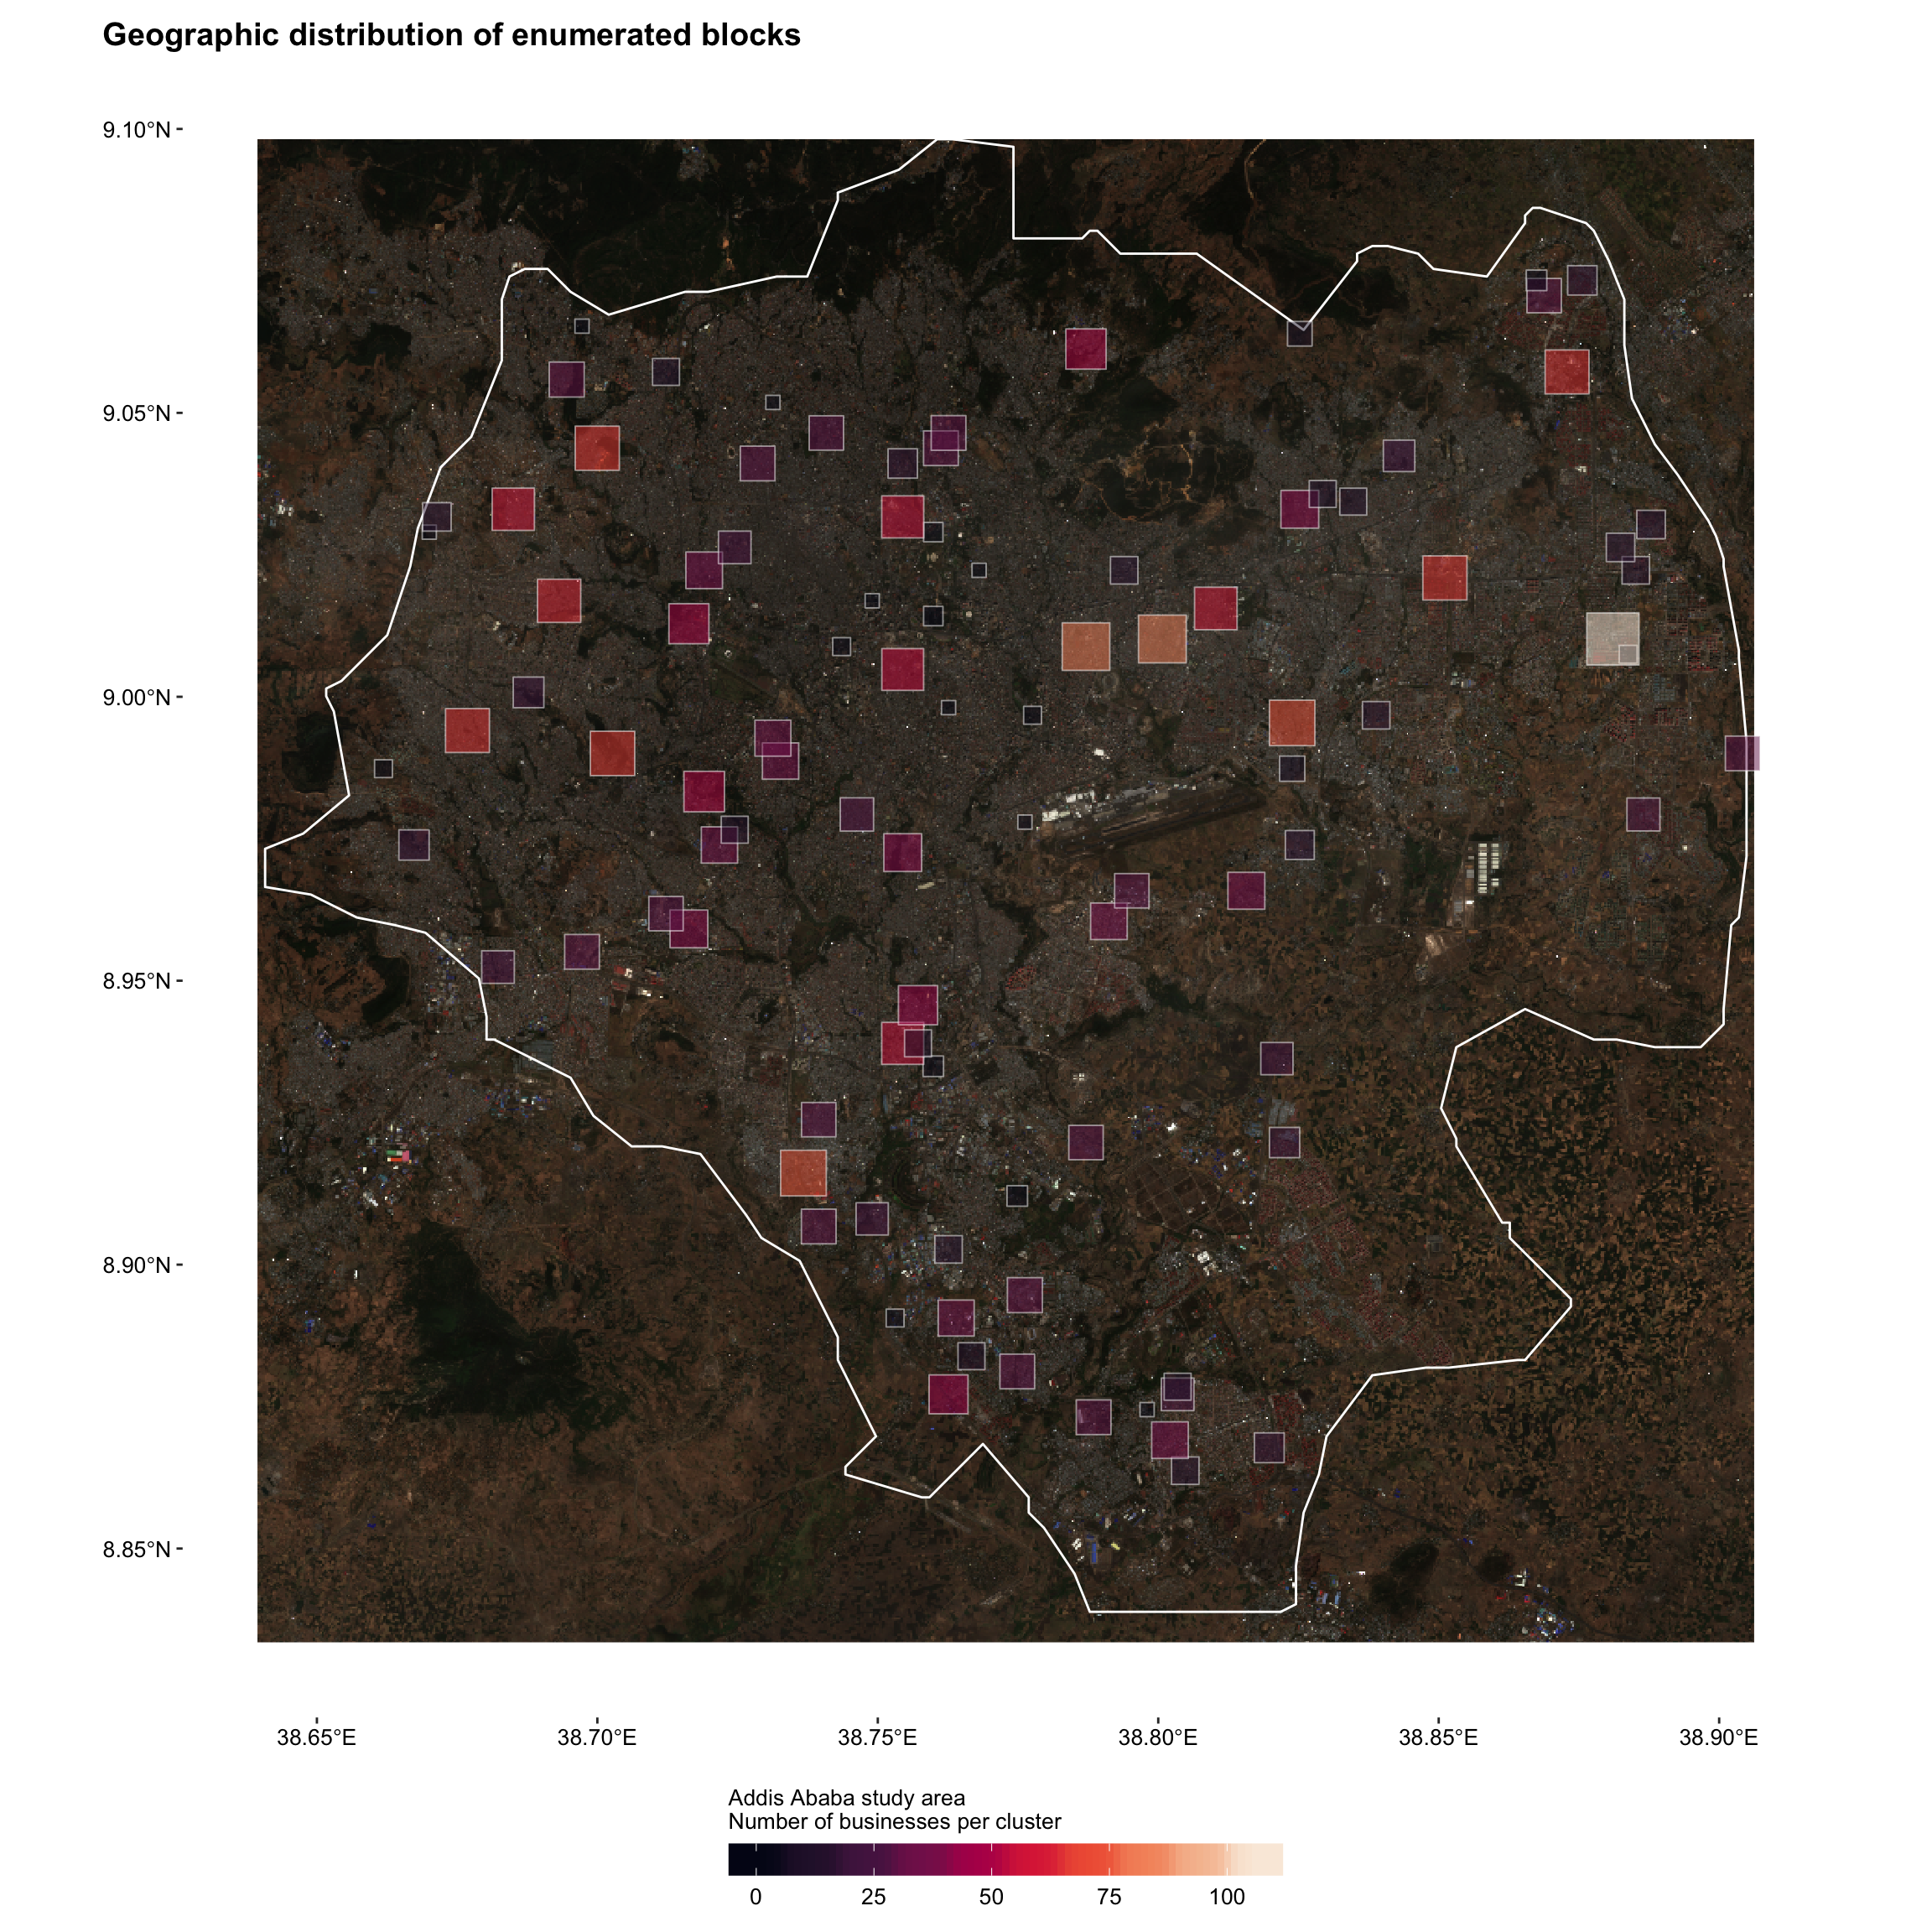 Geographic distribution of enumerated blocks
9.10°N
9.05°N
9.00°N
8.95°N
8.90°N
8.85°N
38.65°E 38.70°E 38.75°E 38.80°E 38.85°E 38.90°E
Addis Ababa study area
Number of businesses per cluster
0 25 50 75 100